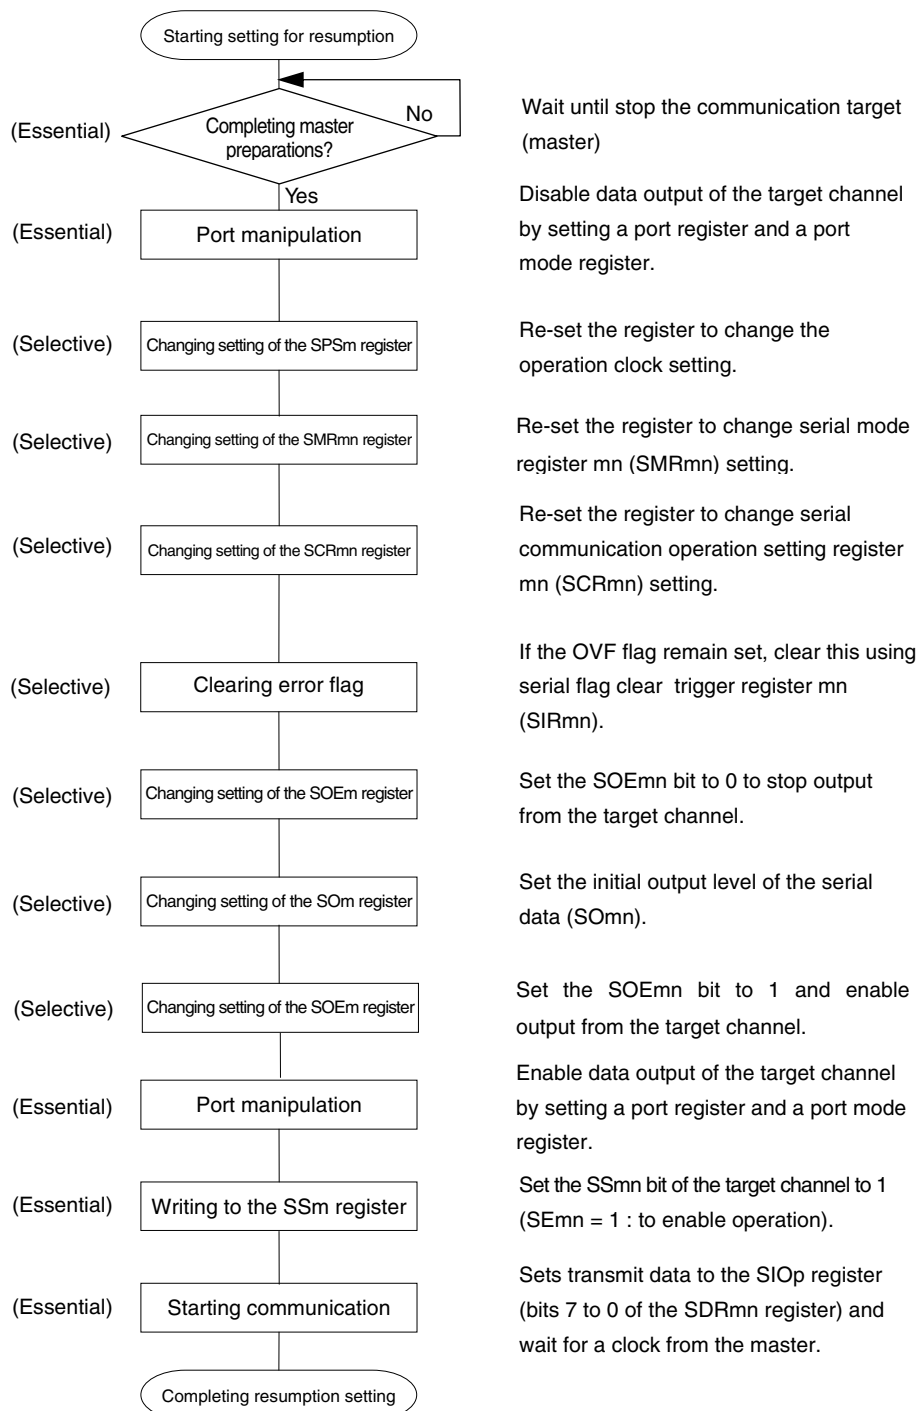 Starting setting for resumption
No
(Essential)
Completing master
preparations?
Wait until stop the communication target
(master)
Yes
(Essential)
Port manipulation
Disable data output of the target channel
by setting a port register and a port
mode register.
(Selective)
Changing setting of the SPSm register
Re-set the register to change the
operation clock setting.
(Selective)
Changing setting of the SMRmn register
Re-set the register to change serial mode
register mn (SMRmn) setting.
(Selective)
Changing setting of the SCRmn register
Re-set the register to change serial
communication operation setting register
mn (SCRmn) setting.
(Selective)
Clearing error flag
If the OVF flag remain set, clear this using
serial flag clear trigger register mn
(SIRmn).
(Selective)
Changing setting of the SOEm register
Set the SOEmn bit to 0 to stop output
from the target channel.
(Selective)
Changing setting of the SOm register
Set the initial output level of the serial
data (SOmn).
(Selective)
Changing setting of the SOEm register
Set the SOEmn bit to 1 and enable
output from the target channel.
(Essential)
Port manipulation
Enable data output of the target channel
by setting a port register and a port mode
register.
(Essential)
Writing to the SSm register
Set the SSmn bit of the target channel to 1
(SEmn = 1 : to enable operation).
(Essential)
Starting communication
Sets transmit data to the SIOp register
(bits 7 to 0 of the SDRmn register) and
wait for a clock from the master.
Completing resumption setting